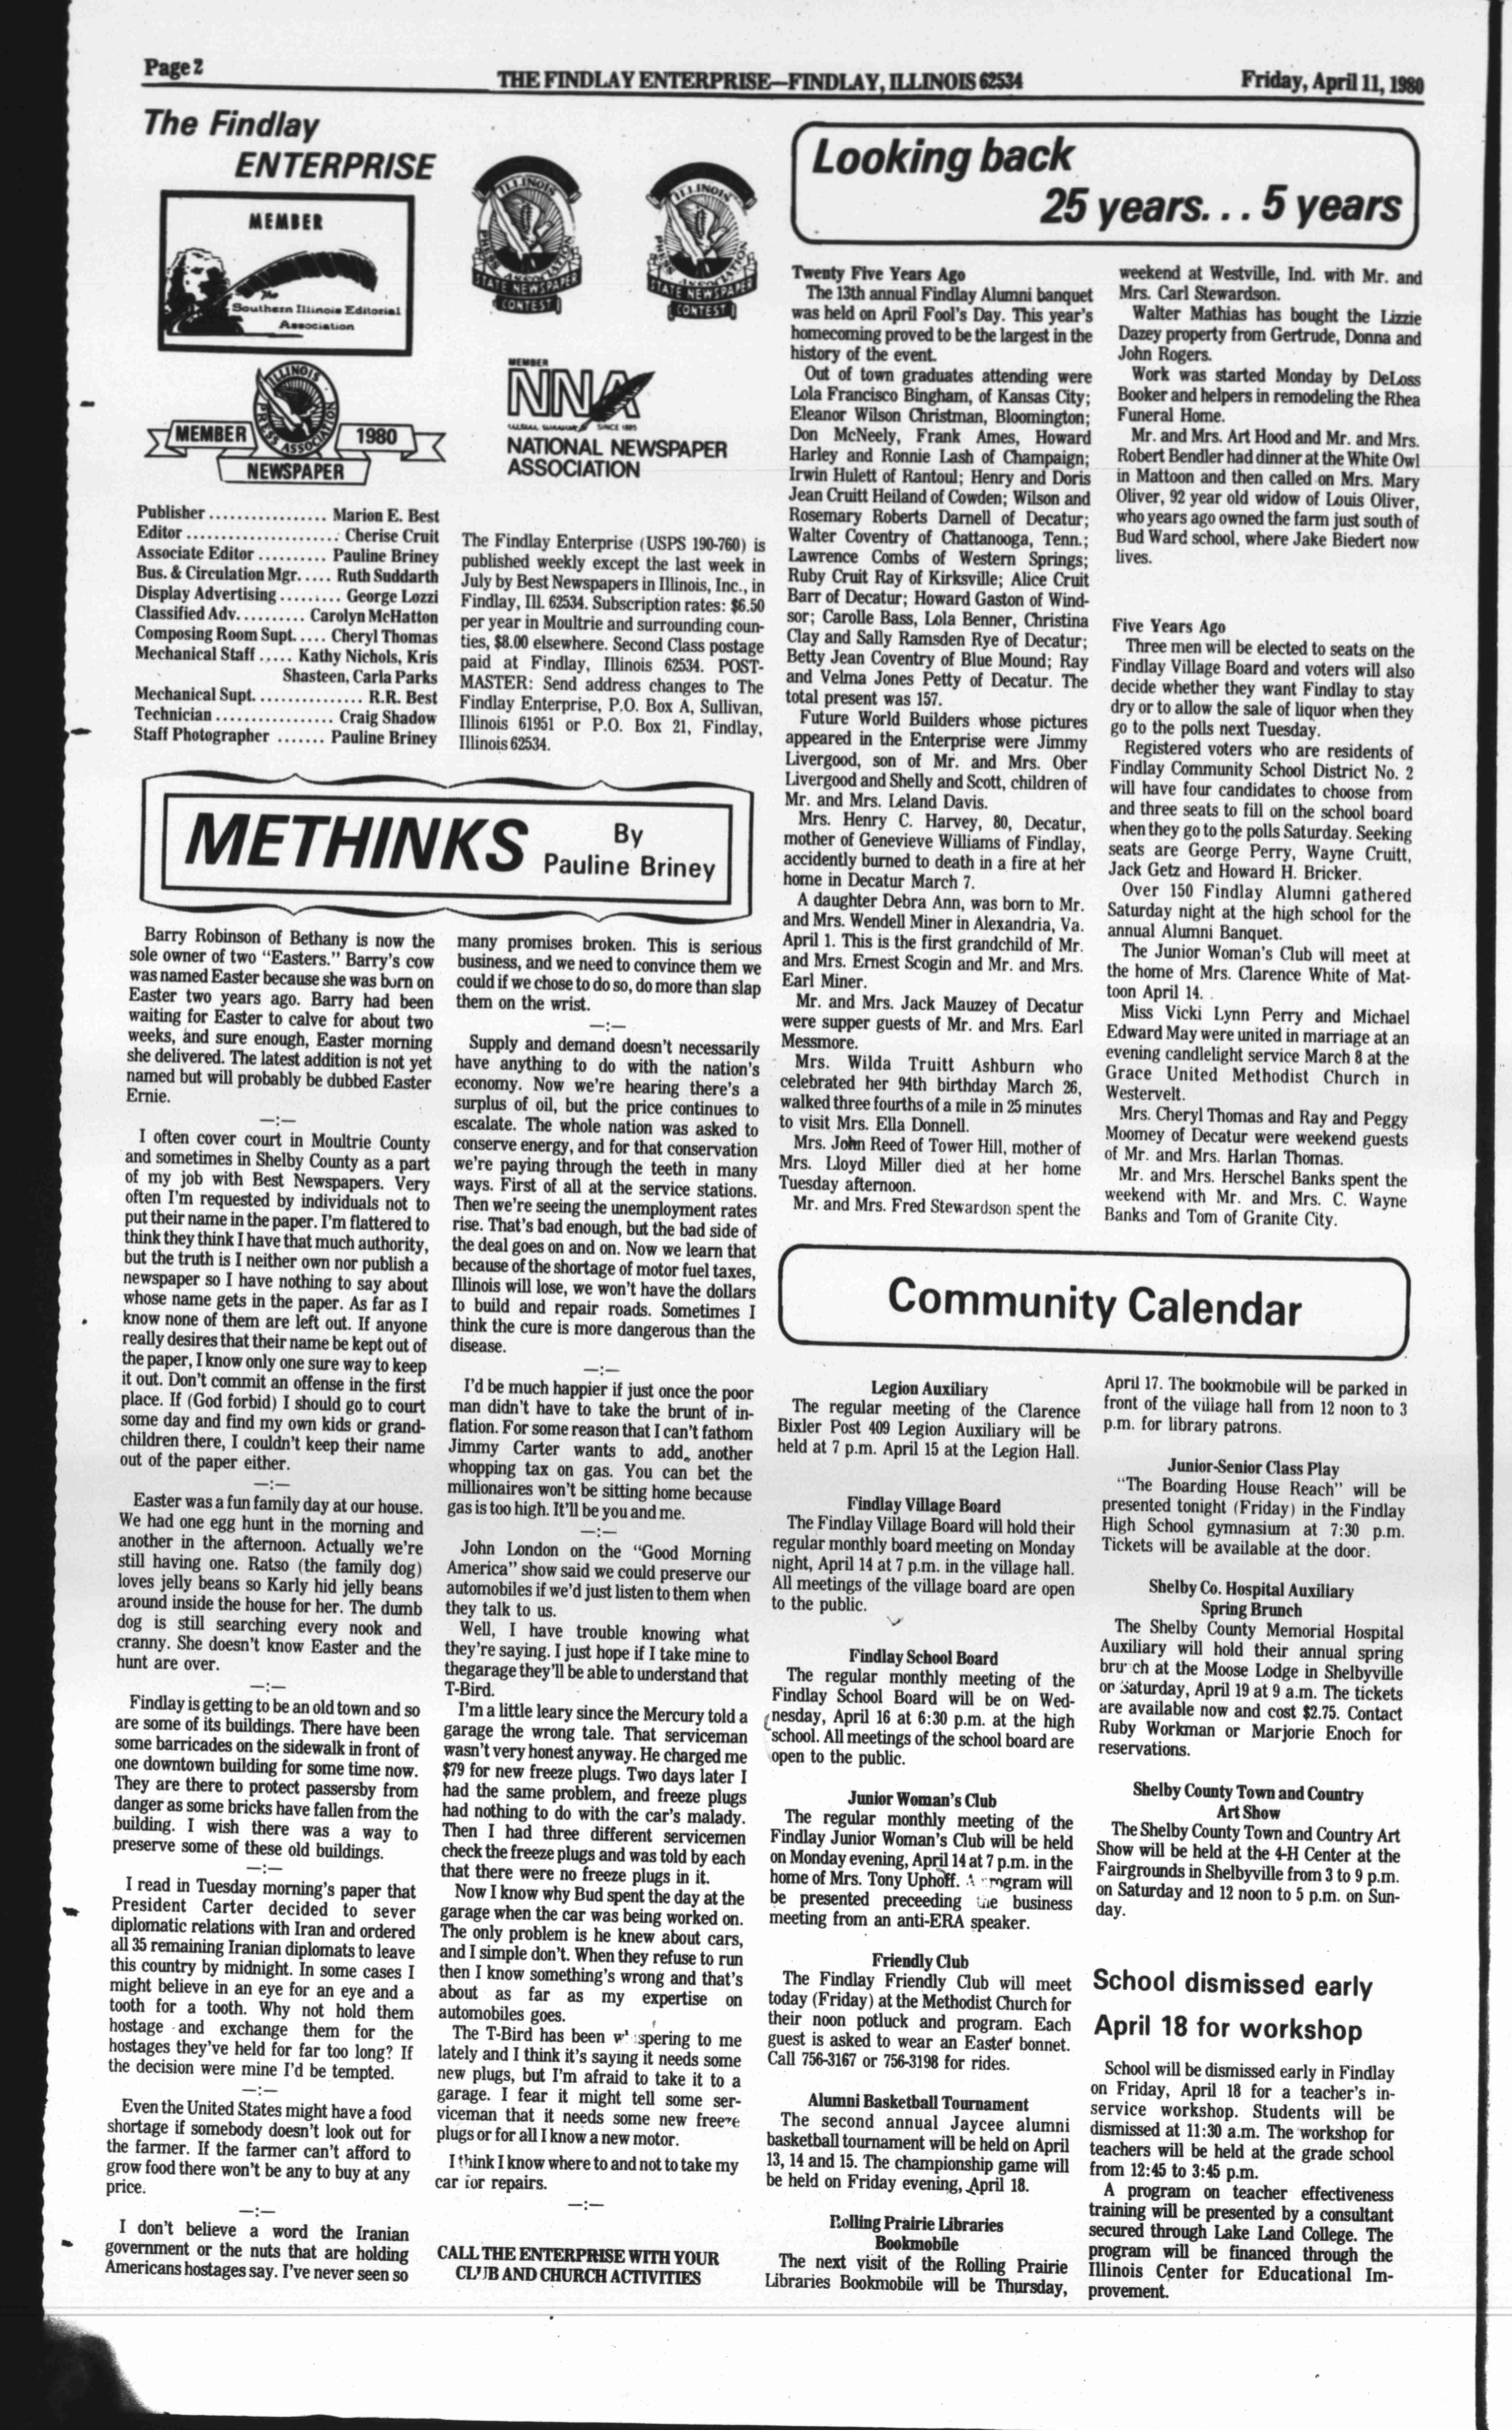 Page 2
THE FINDLAY ENTERPRISE—FINDLAY, ILLINOIS 62534
Friday, April 11, 1980
The Findlay
ENTERPRISE
MEMBER
The
Southern Illinois Editorial
Association
ILLINOIS
PRESS ASSOCIATION
STATE NEWSPAPER
CONTEST
ILLINOIS
PRESS ASSOCIATION
STATE NEWSPAPER
CONTEST
ILLINOIS
PRESS ASSOCIATION
MEMBER
1980
NEWSPAPER
MEMBER
NNA
SINCE 1885
NATIONAL NEWSPAPER
ASSOCIATION
Publisher ................. Marion E. Best
Editor ...................... Cherise Cruit
Associate Editor .......... Pauline Briney
Bus. & Circulation Mgr. .... Ruth Suddarth
Display Advertising ......... George Lozzi
Classified Adv. ......... Carolyn McHatton
Composing Room Supt. .... Cheryl Thomas
Mechanical Staff ..... Kathy Nichols, Kris
Shasteen, Carla Parks
Mechanical Supt. .............. R.R. Best
Technician ................. Craig Shadow
Staff Photographer ....... Pauline Briney
The Findlay Enterprise (USPS 190-760) is
published weekly except the last week in
July by Best Newspapers in Illinois, Inc., in
Findlay, Ill. 62534. Subscription rates: $6.50
per year in Moultrie and surrounding coun-
ties, $8.00 elsewhere. Second Class postage
paid at Findlay, Illinois 62534. POST-
MASTER: Send address changes to The
Findlay Enterprise, P.O. Box A, Sullivan,
Illinois 61951 or P.O. Box 21, Findlay,
Illinois 62534.
METHINKS
By
Pauline Briney
Barry Robinson of Bethany is now the
sole owner of two "Easters." Barry's cow
was named Easter because she was born on
Easter two years ago. Barry had been
waiting for Easter to calve for about two
weeks, and sure enough, Easter morning
she delivered. The latest addition is not yet
named but will probably be dubbed Easter
Ernie.
—:—
I often cover court in Moultrie County
and sometimes in Shelby County as a part
of my job with Best Newspapers. Very
often I'm requested by individuals not to
put their name in the paper. I'm flattered to
think they think I have that much authority,
but the truth is I neither own nor publish a
newspaper so I have nothing to say about
whose name gets in the paper. As far as I
know none of them are left out. If anyone
really desires that their name be kept out of
the paper, I know only one sure way to keep
it out. Don't commit an offense in the first
place. If (God forbid) I should go to court
some day and find my own kids or grand-
children there, I couldn't keep their name
out of the paper either.
—:—
Easter was a fun family day at our house.
We had one egg hunt in the morning and
another in the afternoon. Actually we're
still having one. Ratso (the family dog)
loves jelly beans so Karly hid jelly beans
around inside the house for her. The dumb
dog is still searching every nook and
cranny. She doesn't know Easter and the
hunt are over.
—:—
Findlay is getting to be an old town and so
are some of its buildings. There have been
some barricades on the sidewalk in front of
one downtown building for some time now.
They are there to protect passersby from
danger as some bricks have fallen from the
building. I wish there was a way to
preserve some of these old buildings.
—:—
I read in Tuesday morning's paper that
President Carter decided to sever
diplomatic relations with Iran and ordered
all 35 remaining Iranian diplomats to leave
this country by midnight. In some cases I
might believe in an eye for an eye and a
tooth for a tooth. Why not hold them
hostage and exchange them for the
hostages they've held for far too long? If
the decision were mine I'd be tempted.
—:—
Even the United States might have a food
shortage if somebody doesn't look out for
the farmer. If the farmer can't afford to
grow food there won't be any to buy at any
price.
—:—
I don't believe a word the Iranian
government or the nuts that are holding
Americans hostages say. I've never seen so
many promises broken. This is serious
business, and we need to convince them we
could if we chose to do so, do more than slap
them on the wrist.
—:—
Supply and demand doesn't necessarily
have anything to do with the nation's
economy. Now we're hearing there's a
surplus of oil, but the price continues to
escalate. The whole nation was asked to
conserve energy, and for that conservation
we're paying through the teeth in many
ways. First of all at the service stations.
Then we're seeing the unemployment rates
rise. That's bad enough, but the bad side of
the deal goes on and on. Now we learn that
because of the shortage of motor fuel taxes,
Illinois will lose, we won't have the dollars
to build and repair roads. Sometimes I
think the cure is more dangerous than the
disease.
—:—
I'd be much happier if just once the poor
man didn't have to take the brunt of in-
flation. For some reason that I can't fathom
Jimmy Carter wants to add another
whopping tax on gas. You can bet the
millionaires won't be sitting home because
gas is too high. It'll be you and me.
—:—
John London on the "Good Morning
America" show said we could preserve our
automobiles if we'd just listen to them when
they talk to us.
Well, I have trouble knowing what
they're saying. I just hope if I take mine to
thegarage they'll be able to understand that
T-Bird.
I'm a little leary since the Mercury told a
garage the wrong tale. That serviceman
wasn't very honest anyway. He charged me
$79 for new freeze plugs. Two days later I
had the same problem, and freeze plugs
had nothing to do with the car's malady.
Then I had three different servicemen
check the freeze plugs and was told by each
that there were no freeze plugs in it.
Now I know why Bud spent the day at the
garage when the car was being worked on.
The only problem is he knew about cars,
and I simple don't. When they refuse to run
then I know something's wrong and that's
about as far as my expertise on
automobiles goes.
The T-Bird has been whispering to me
lately and I think it's saying it needs some
new plugs, but I'm afraid to take it to a
garage. I fear it might tell some ser-
viceman that it needs some new freeze
plugs or for all I know a new motor.
I think I know where to and not to take my
car for repairs.
—:—
CALL THE ENTERPRISE WITH YOUR
CLUB AND CHURCH ACTIVITIES
Looking back
25 years. . . 5 years
Twenty Five Years Ago
The 13th annual Findlay Alumni banquet
was held on April Fool's Day. This year's
homecoming proved to be the largest in the
history of the event.
Out of town graduates attending were
Lola Francisco Bingham, of Kansas City;
Eleanor Wilson Christman, Bloomington;
Don McNeely, Frank Ames, Howard
Harley and Ronnie Lash of Champaign;
Irwin Hulett of Rantoul; Henry and Doris
Jean Cruitt Heiland of Cowden; Wilson and
Rosemary Roberts Darnell of Decatur;
Walter Coventry of Chattanooga, Tenn.;
Lawrence Combs of Western Springs;
Ruby Cruit Ray of Kirksville; Alice Cruit
Barr of Decatur; Howard Gaston of Wind-
sor; Carolle Bass, Lola Benner, Christina
Clay and Sally Ramsden Rye of Decatur;
Betty Jean Coventry of Blue Mound; Ray
and Velma Jones Petty of Decatur. The
total present was 157.
Future World Builders whose pictures
appeared in the Enterprise were Jimmy
Livergood, son of Mr. and Mrs. Ober
Livergood and Shelly and Scott, children of
Mr. and Mrs. Leland Davis.
Mrs. Henry C. Harvey, 80, Decatur,
mother of Genevieve Williams of Findlay,
accidently burned to death in a fire at her
home in Decatur March 7.
A daughter Debra Ann, was born to Mr.
and Mrs. Wendell Miner in Alexandria, Va.
April 1. This is the first grandchild of Mr.
and Mrs. Ernest Scogin and Mr. and Mrs.
Earl Miner.
Mr. and Mrs. Jack Mauzey of Decatur
were supper guests of Mr. and Mrs. Earl
Messmore.
Mrs. Wilda Truitt Ashburn who
celebrated her 94th birthday March 26,
walked three fourths of a mile in 25 minutes
to visit Mrs. Ella Donnell.
Mrs. John Reed of Tower Hill, mother of
Mrs. Lloyd Miller died at her home
Tuesday afternoon.
Mr. and Mrs. Fred Stewardson spent the
weekend at Westville, Ind. with Mr. and
Mrs. Carl Stewardson.
Walter Mathias has bought the Lizzie
Dazey property from Gertrude, Donna and
John Rogers.
Work was started Monday by DeLoss
Booker and helpers in remodeling the Rhea
Funeral Home.
Mr. and Mrs. Art Hood and Mr. and Mrs.
Robert Bendler had dinner at the White Owl
in Mattoon and then called on Mrs. Mary
Oliver, 92 year old widow of Louis Oliver,
who years ago owned the farm just south of
Bud Ward school, where Jake Biedert now
lives.
Five Years Ago
Three men will be elected to seats on the
Findlay Village Board and voters will also
decide whether they want Findlay to stay
dry or to allow the sale of liquor when they
go to the polls next Tuesday.
Registered voters who are residents of
Findlay Community School District No. 2
will have four candidates to choose from
and three seats to fill on the school board
when they go to the polls Saturday. Seeking
seats are George Perry, Wayne Cruitt,
Jack Getz and Howard H. Bricker.
Over 150 Findlay Alumni gathered
Saturday night at the high school for the
annual Alumni Banquet.
The Junior Woman's Club will meet at
the home of Mrs. Clarence White of Mat-
toon April 14.
Miss Vicki Lynn Perry and Michael
Edward May were united in marriage at an
evening candlelight service March 8 at the
Grace United Methodist Church in
Westervelt.
Mrs. Cheryl Thomas and Ray and Peggy
Moomey of Decatur were weekend guests
of Mr. and Mrs. Harlan Thomas.
Mr. and Mrs. Herschel Banks spent the
weekend with Mr. and Mrs. C. Wayne
Banks and Tom of Granite City.
Community Calendar
Legion Auxiliary
The regular meeting of the Clarence
Bixler Post 409 Legion Auxiliary will be
held at 7 p.m. April 15 at the Legion Hall.
Findlay Village Board
The Findlay Village Board will hold their
regular monthly board meeting on Monday
night, April 14 at 7 p.m. in the village hall.
All meetings of the village board are open
to the public.
Findlay School Board
The regular monthly meeting of the
Findlay School Board will be on Wed-
nesday, April 16 at 6:30 p.m. at the high
school. All meetings of the school board are
open to the public.
Junior Woman's Club
The regular monthly meeting of the
Findlay Junior Woman's Club will be held
on Monday evening, April 14 at 7 p.m. in the
home of Mrs. Tony Uphoff. A program will
be presented preceeding the business
meeting from an anti-ERA speaker.
Friendly Club
The Findlay Friendly Club will meet
today (Friday) at the Methodist Church for
their noon potluck and program. Each
guest is asked to wear an Easter bonnet.
Call 756-3167 or 756-3198 for rides.
Alumni Basketball Tournament
The second annual Jaycee alumni
basketball tournament will be held on April
13, 14 and 15. The championship game will
be held on Friday evening, April 18.
Rolling Prairie Libraries
Bookmobile
The next visit of the Rolling Prairie
Libraries Bookmobile will be Thursday,
April 17. The bookmobile will be parked in
front of the village hall from 12 noon to 3
p.m. for library patrons.
Junior-Senior Class Play
"The Boarding House Reach" will be
presented tonight (Friday) in the Findlay
High School gymnasium at 7:30 p.m.
Tickets will be available at the door.
Shelby Co. Hospital Auxiliary
Spring Brunch
The Shelby County Memorial Hospital
Auxiliary will hold their annual spring
brunch at the Moose Lodge in Shelbyville
on Saturday, April 19 at 9 a.m. The tickets
are available now and cost $2.75. Contact
Ruby Workman or Marjorie Enoch for
reservations.
Shelby County Town and Country
Art Show
The Shelby County Town and Country Art
Show will be held at the 4-H Center at the
Fairgrounds in Shelbyville from 3 to 9 p.m.
on Saturday and 12 noon to 5 p.m. on Sun-
day.
School dismissed early
April 18 for workshop
School will be dismissed early in Findlay
on Friday, April 18 for a teacher's in-
service workshop. Students will be
dismissed at 11:30 a.m. The workshop for
teachers will be held at the grade school
from 12:45 to 3:45 p.m.
A program on teacher effectiveness
training will be presented by a consultant
secured through Lake Land College. The
program will be financed through the
Illinois Center for Educational Im-
provement.